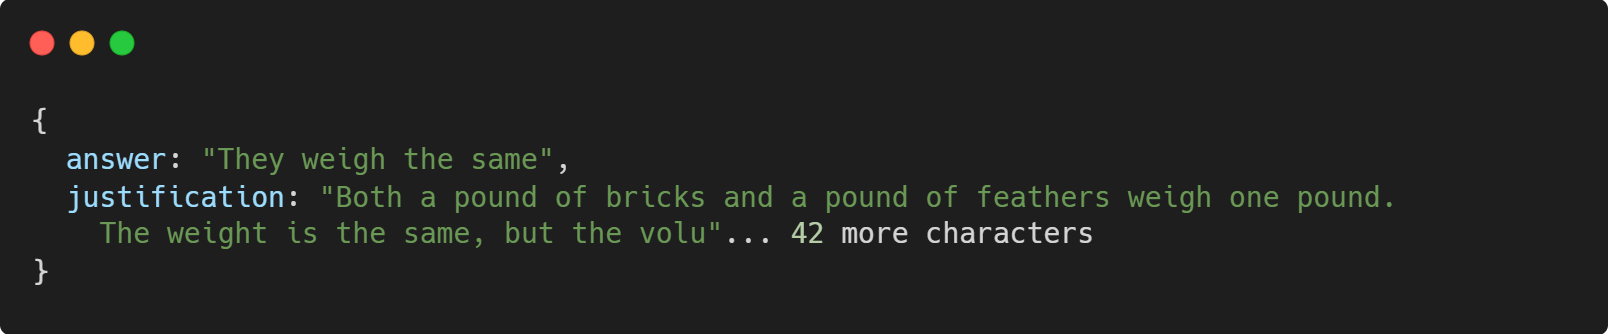 {
answer: "They weigh the same",
justification: "Both a pound of bricks and a pound of feathers weigh one pound.
The weight is the same, but the volu"... 42 more characters
}